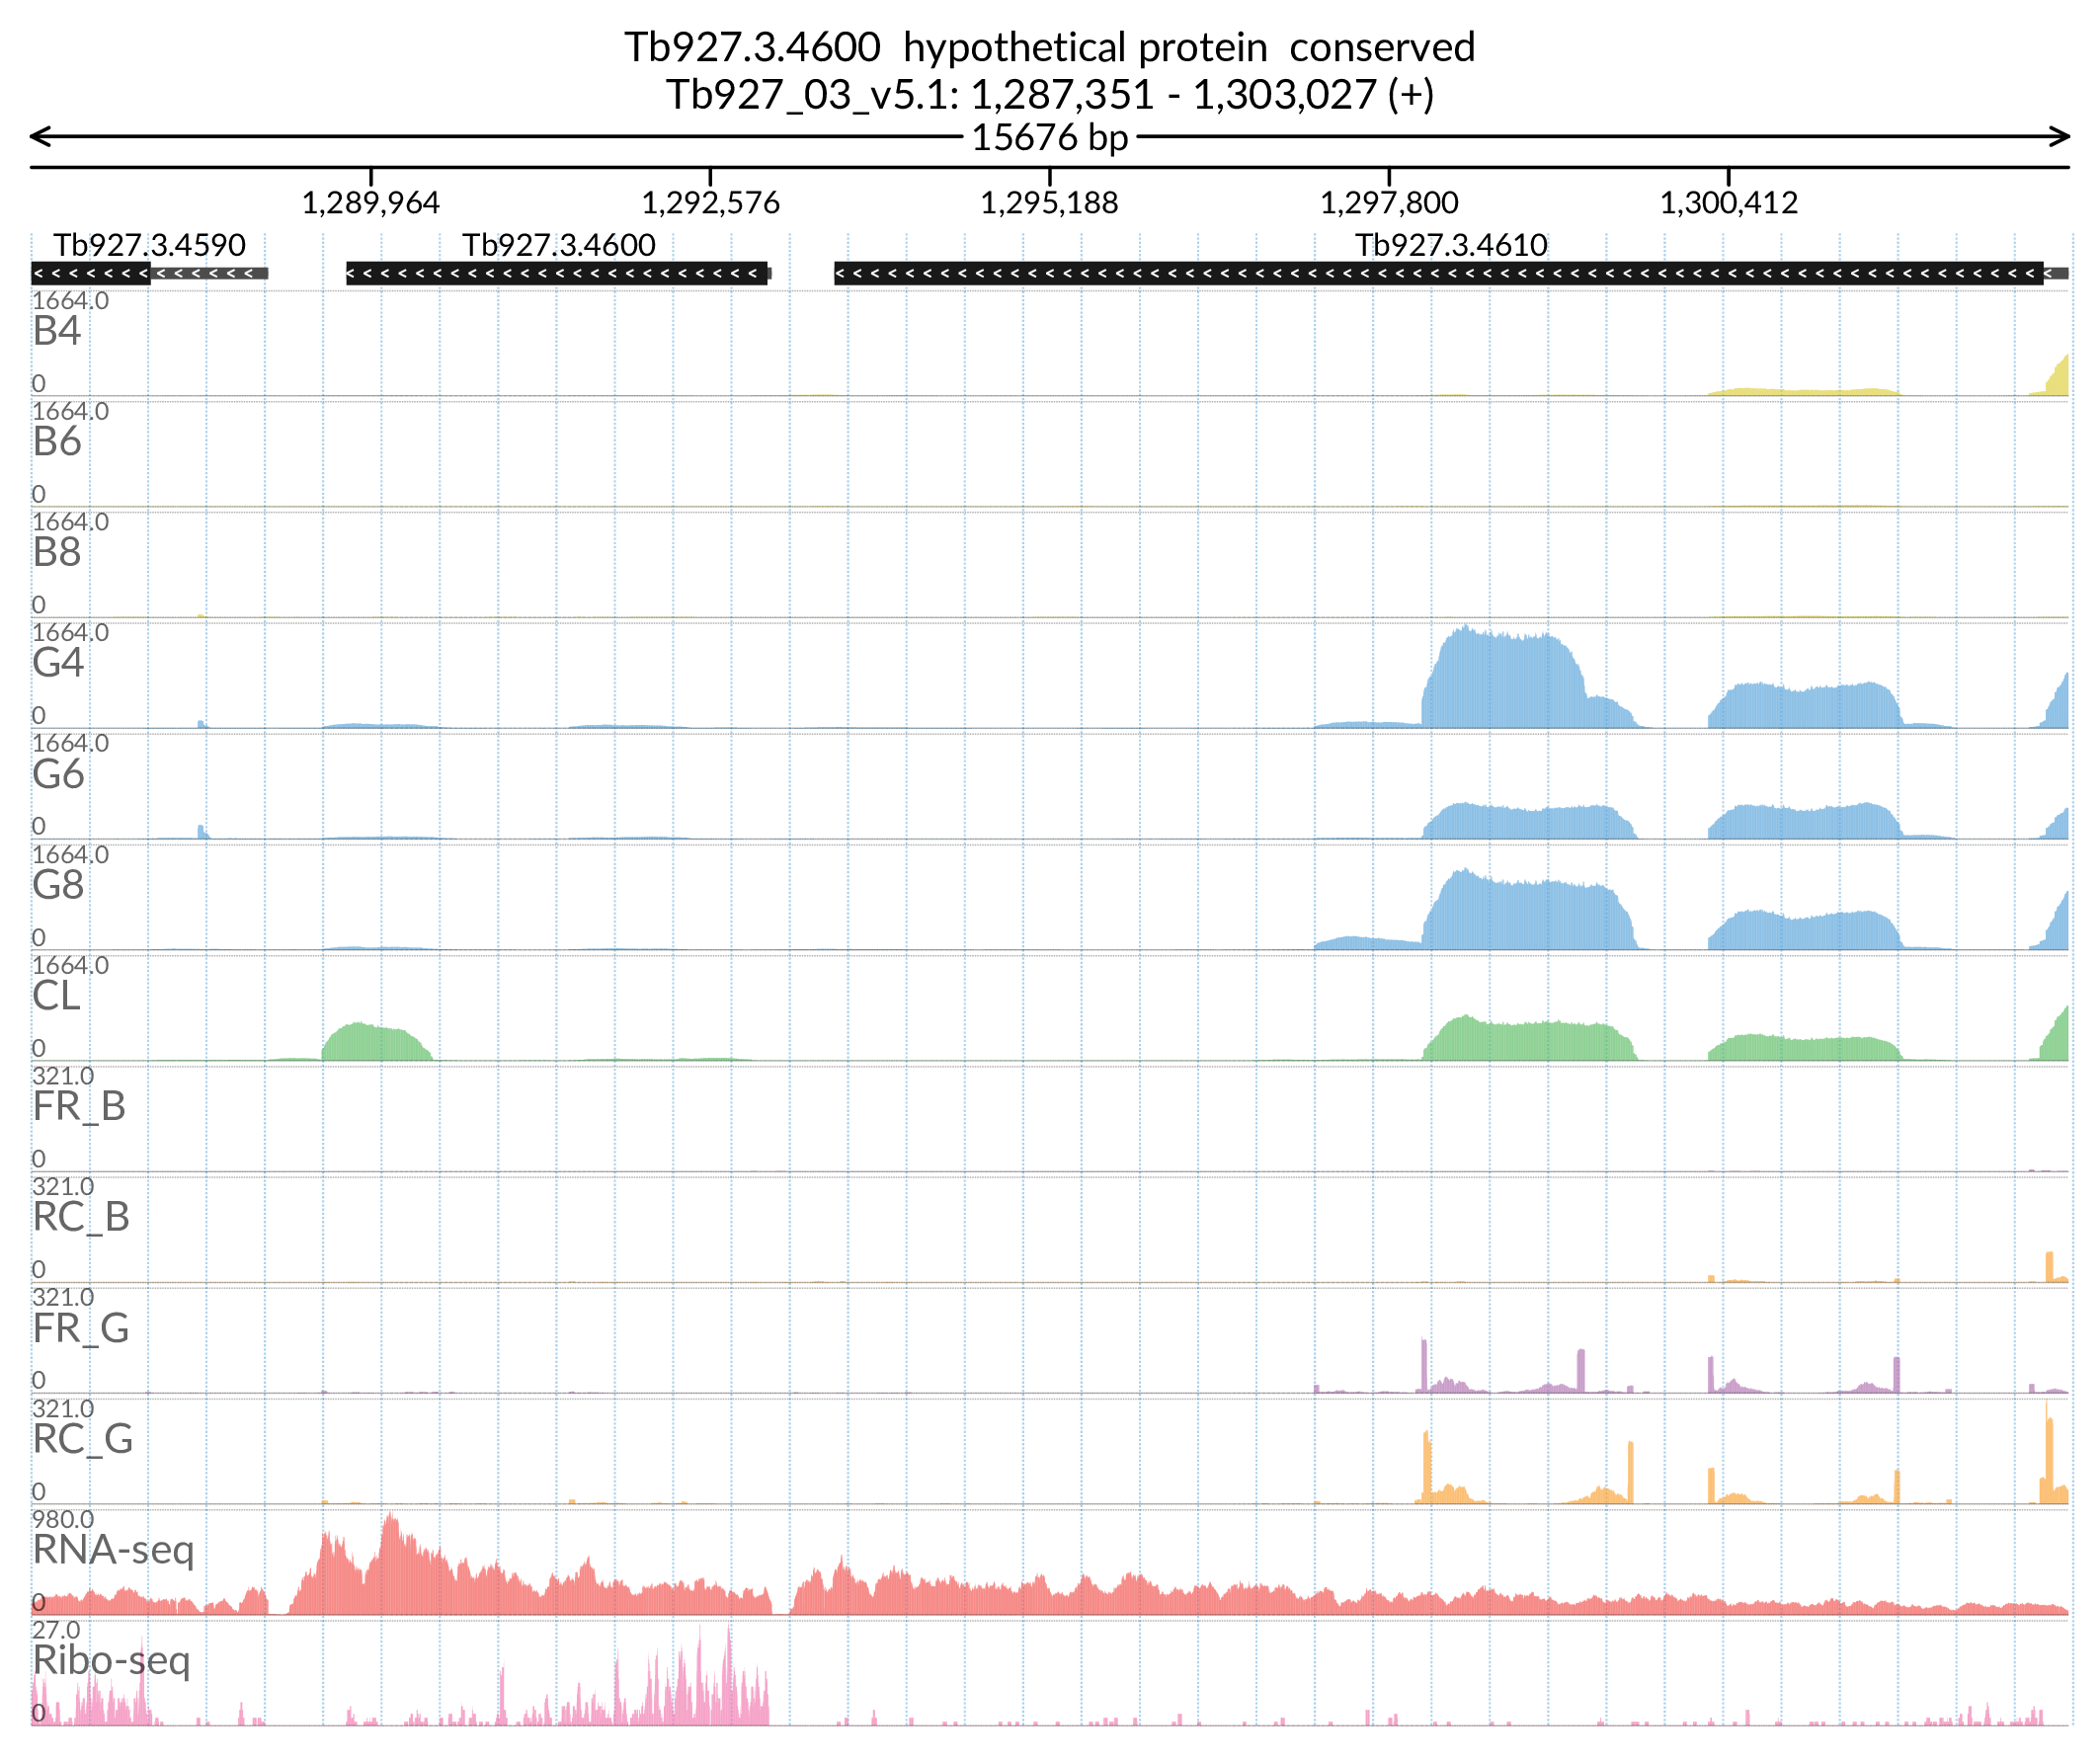 Tb927.3.4600  hypothetical protein  conserved
Tb927_03_v5.1: 1,287,351 - 1,303,027 (+)
15676 bp
1,289,964 1,292,576 1,295,188 1,297,800 1,300,412
Tb927.3.4590 Tb927.3.4600 Tb927.3.4610
1664.0
B4
0
1664.0
B6
0
1664.0
B8
0
1664.0
G4
0
1664.0
G6
0
1664.0
G8
0
1664.0
CL
0
321.0
FR_B
0
321.0
RC_B
0
321.0
FR_G
0
321.0
RC_G
0
980.0
RNA-seq
0
27.0
Ribo-seq
0